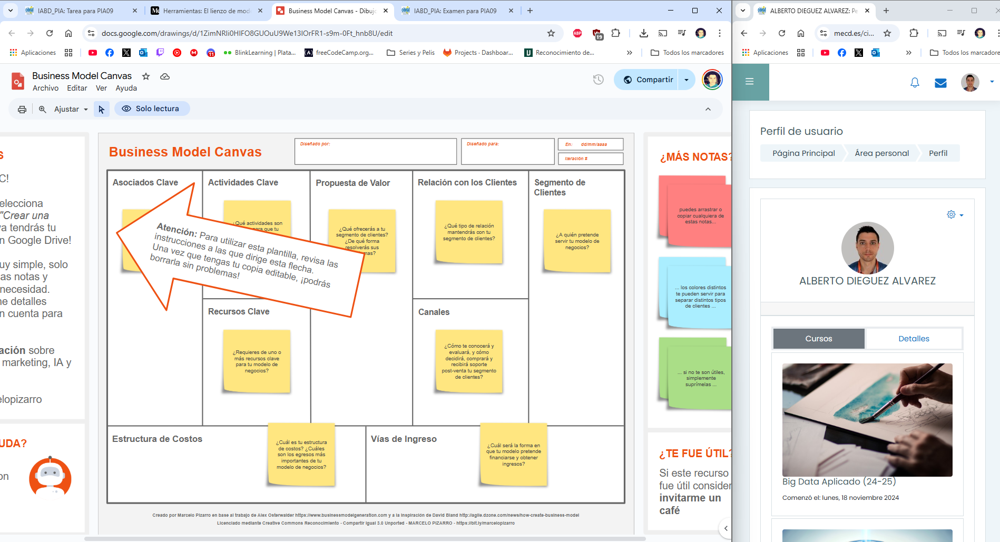 IABD_PIA: Tarea para PIA09
Herramientas: El lienzo de mod
Business Model Canvas - Dibujo
IABD_PIA: Examen para PIA09
docs.google.com/drawings/d/1ZimNRIi0HIFO8GUOuU9We13IOrFR1-s9m-0Ft_hnb8U/edit
ABP
19
Aplicaciones
11
BlinkLearning | Plata...
freeCodeCamp.org...
Series y Pelis
Projects · Dashboar...
Reconocimiento de...
Todos los marcadores
Business Model Canvas
Archivo
Editar
Ver
Ayuda
Compartir
Ajustar
Solo lectura
S
C!
elecciona
"Crear una
va tendrás tu
n Google Drive!
uy simple, solo
as notas y
necesidad.
ne detalles
n cuenta para
ación sobre
marketing, IA y
elopizarro
UDA?
on
Business Model Canvas
Diseñado por:
Diseñado para:
En: dd/mm/aaaa
Iteración #
Asociados Clave
Actividades Clave
¿Qué actividades son
para que tu
Propuesta de Valor
¿Qué ofrecerás a tu
segmento de clientes?
¿De qué forma
resolverás sus
mas?
Relación con los Clientes
¿Qué tipo de relación
mantendrás con tu
segmento de clientes?
Segmento de
Clientes
¿A quién pretende
servir tu modelo de
negocios?
Atención: Para utilizar esta plantilla, revisa las
instrucciones a las que dirige esta flecha.
Una vez que tengas tu copia editable, ¡podrás
borrarla sin problemas!
Recursos Clave
¿Requieres de uno o
más recursos clave
para tu modelo de
negocios?
Canales
¿Cómo te conocerá y
evaluará, y cómo
decidirá, comprará y
recibirá soporte
post-venta tu segmento
de clientes?
Estructura de Costos
¿Cuál es tu estructura
de costos? ¿Cuáles
son los egresos más
importantes de tu
modelo de negocios?
Vías de Ingreso
¿Cuál será la forma en
que tu modelo pretende
financiarse y obtener
ingresos?
Creado por Marcelo Pizarro en base al trabajo de Alex Osterwalder https://www.businessmodelgeneration.com y a la inspiración de David Bland http://agile.dzone.com/news/how-create-business-model
Licenciado mediante Creative Commons Reconocimiento - Compartir Igual 3.0 Unported - MARCELO PIZARRO - https://bit.ly/marcelopizarro
¿MÁS NOTAS?
puedes arrastrar o
copiar cualquiera de
estas notas...
... los colores distintos
te pueden servir para
separar distintos tipos
de clientes ...
... si no te son útiles,
simplemente
suprímelas ...
¿TE FUE ÚTIL?
Si este recurso
fue útil consider
invitarme un
café
ALBERTO DIEGUEZ ALVAREZ: Pe
mecd.es/ci...
Aplicaciones
Todos los marcadore
Perfil de usuario
Página Principal
Área personal
Perfil
ALBERTO DIEGUEZ ALVAREZ
Cursos
Detalles
Big Data Aplicado (24-25)
Comenzó el: lunes, 18 noviembre 2024